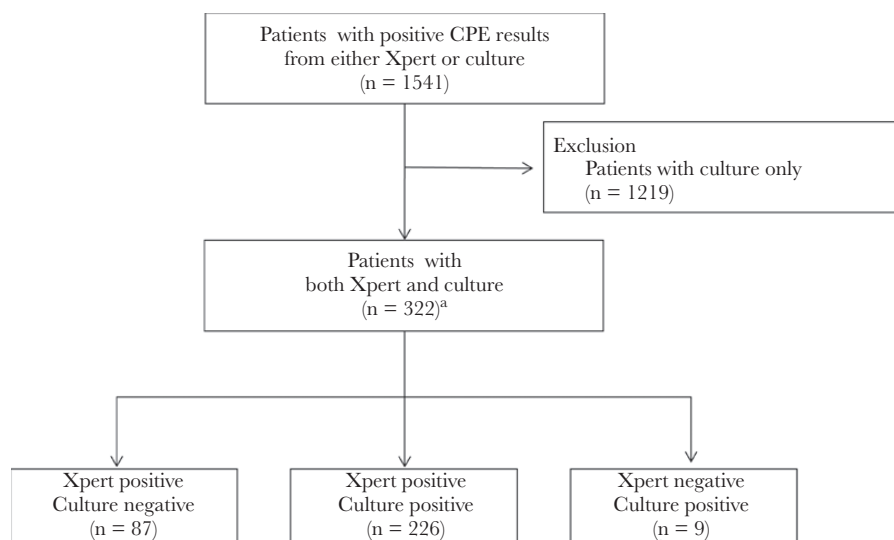 Patients with positive CPE results
from either Xpert or culture
(n = 1541)
Exclusion
Patients with culture only
(n = 1219)
Patients with
both Xpert and culture
(n = 322)a
Xpert positive
Culture negative
(n = 87)
Xpert positive
Culture positive
(n = 226)
Xpert negative
Culture positive
(n = 9)